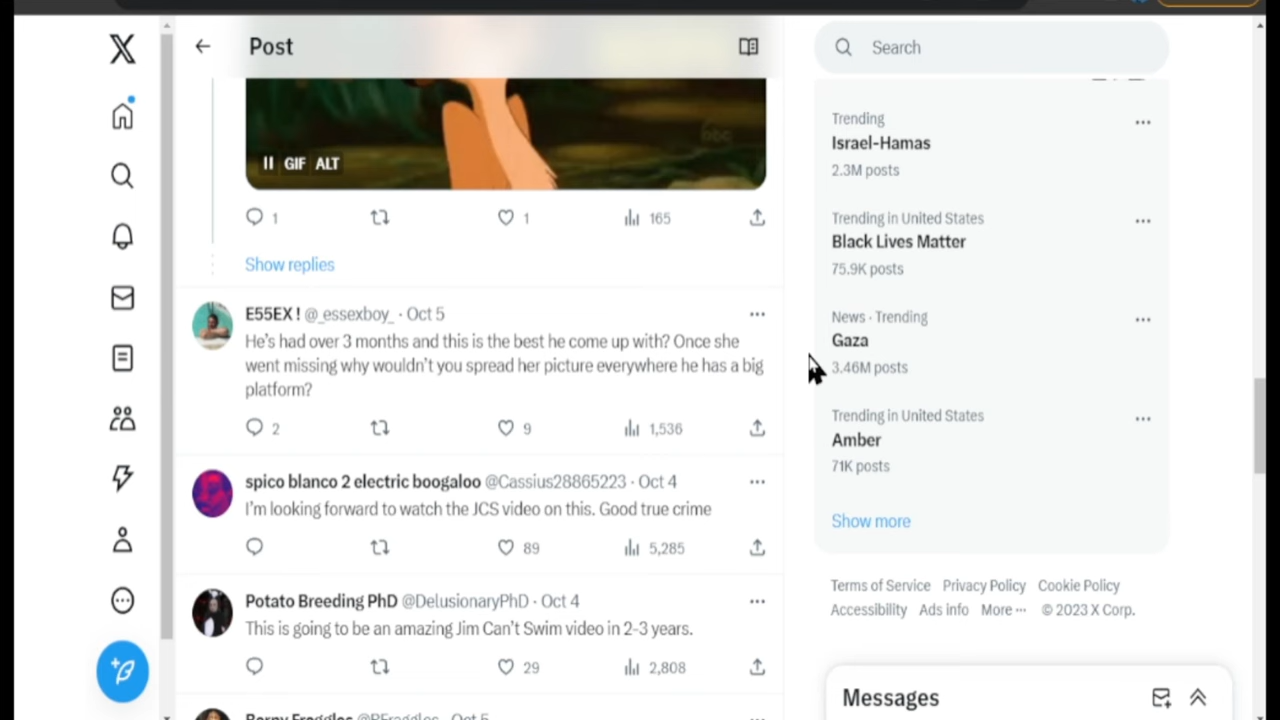 Post
Search
abc
GIF ALT
1
1
165
Show replies
E55EX ! @_essexboy_ · Oct 5
He's had over 3 months and this is the best he come up with? Once she
went missing why wouldn't you spread her picture everywhere he has a big
platform?
2
9
1,536
spico blanco 2 electric boogaloo @Cassius28865223 · Oct 4
I'm looking forward to watch the JCS video on this. Good true crime
89
5,285
Potato Breeding PhD @DelusionaryPhD · Oct 4
This is going to be an amazing Jim Can't Swim video in 2-3 years.
29
2,808
Oct 5
Trending
Israel-Hamas
2.3M posts
Trending in United States
Black Lives Matter
75.9K posts
News · Trending
Gaza
3.46M posts
Trending in United States
Amber
71K posts
Show more
Terms of Service Privacy Policy Cookie Policy
Accessibility Ads info More ··· © 2023 X Corp.
Messages